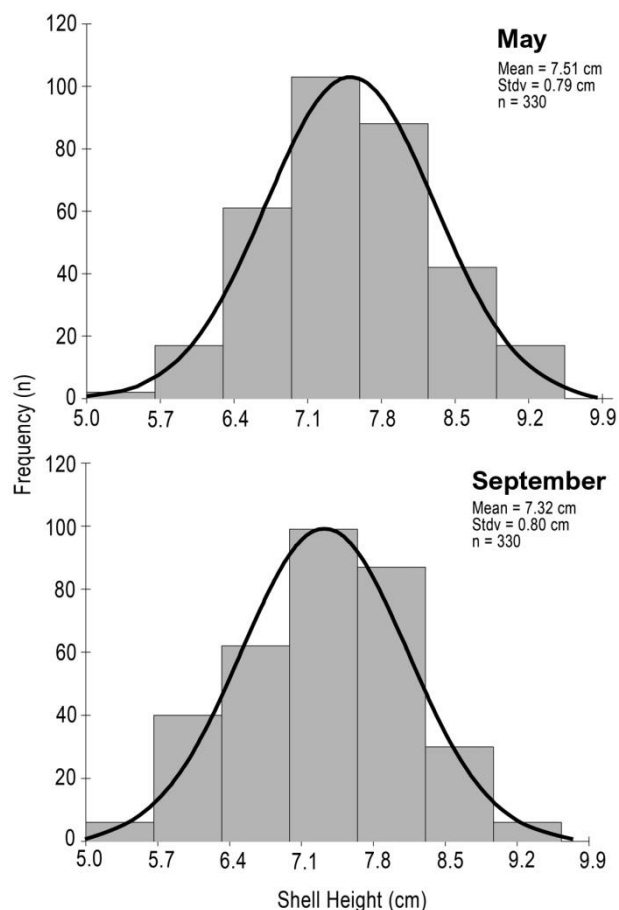 May
Mean = 7.51 cm
Stdv = 0.79 cm
n = 330
120
100
80
60
40
20
0
5.0 5.7 6.4 7.1 7.8 8.5 9.2 9.9
Frequency (n)
September
Mean = 7.32 cm
Stdv = 0.80 cm
n = 330
120
100
80
60
40
20
0
5.0 5.7 6.4 7.1 7.8 8.5 9.2 9.9
Shell Height (cm)